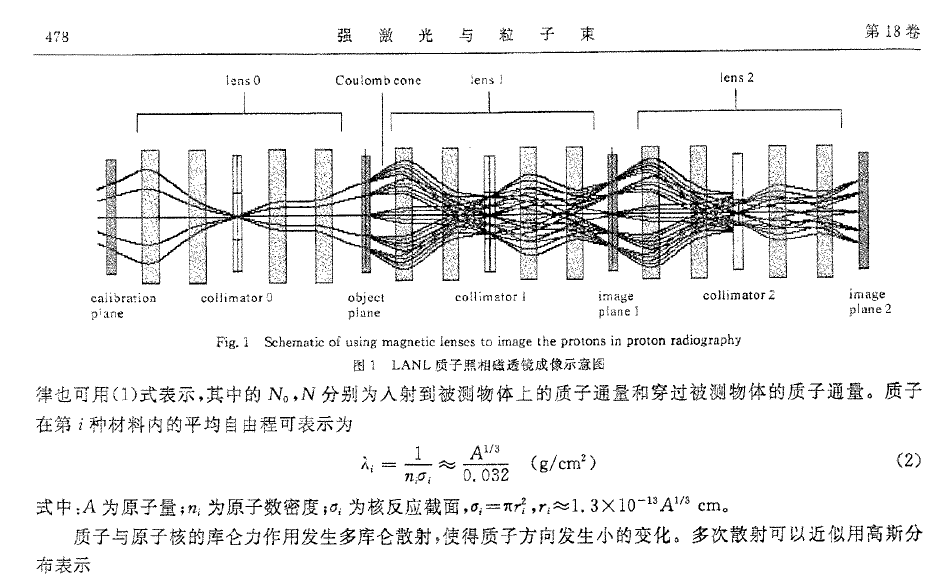 478 强激光与粒子束 第18卷
lens 0 Coulomb cone lens 1 lens 2
calibration plane collimator 0 object plane collimator 1 image plane 1 collimator 2 image plane 2
Fig. 1 Schematic of using magnetic lenses to image the protons in proton radiography
图 1 LANL 质子照相磁透镜成像示意图
律也可用(1)式表示,其中的 N₀,N 分别为入射到被测物体上的质子通量和穿过被测物体的质子通量。质子
在第 i 种材料内的平均自由程可表示为
λᵢ = 1/(nᵢσᵢ) ≈ A^{1/3}/0.032 (g/cm²) (2)
式中:A 为原子量;nᵢ 为原子数密度;σᵢ 为核反应截面,σᵢ=πrᵢ²,rᵢ≈1.3×10⁻¹³A^{1/3} cm。
质子与原子核的库仑力作用发生多库仑散射,使得质子方向发生小的变化。多次散射可以近似用高斯分
布表示